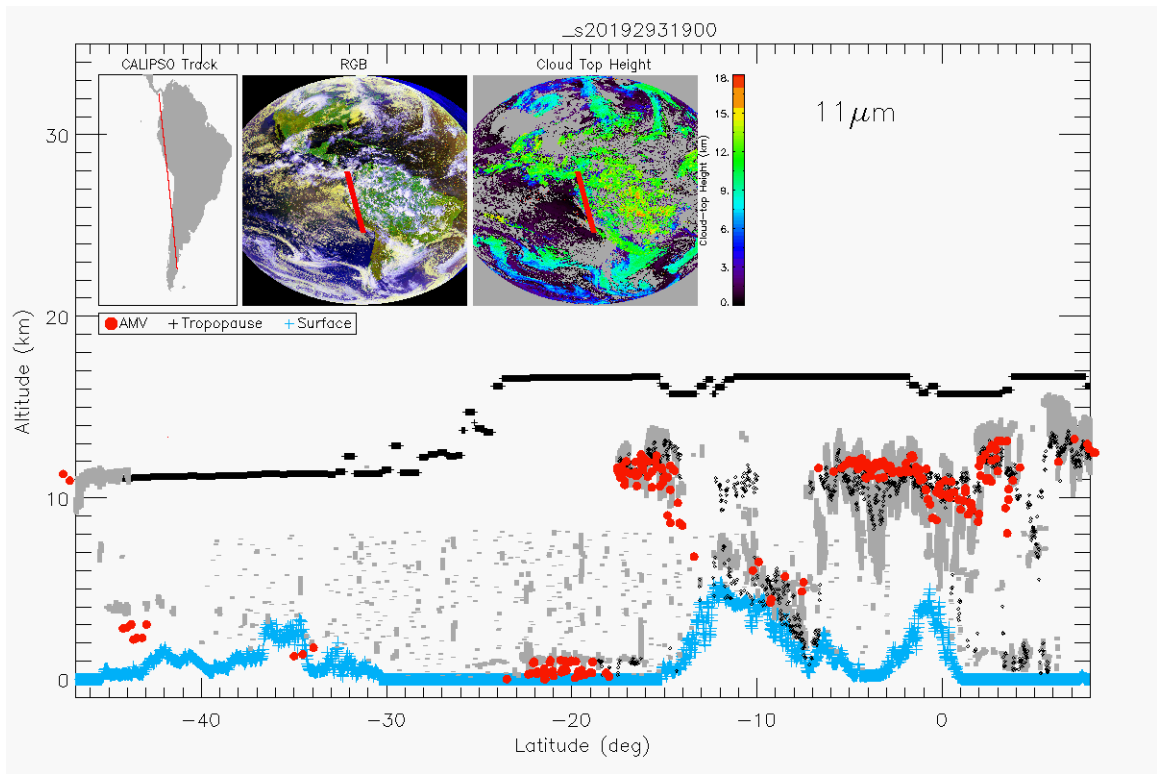 _s20192931900
CALIPSO Track
RGB
Cloud Top Height
11μm
18.
15.
12.
9.
6.
3.
0.
Cloud-top Height (km)
AMV
Tropopause
Surface
30
20
10
0
Altitude (km)
-40
-30
-20
-10
0
Latitude (deg)